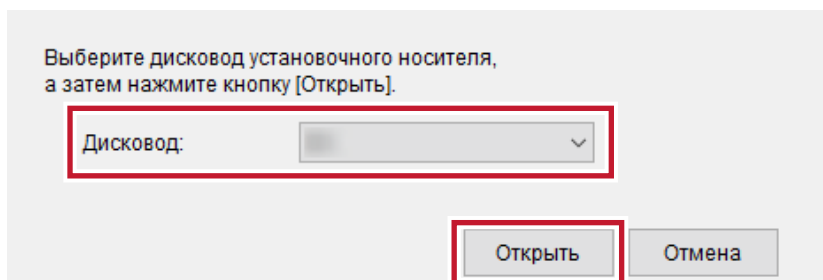 Выберите дисковод установочного носителя,
а затем нажмите кнопку [Открыть].
Дисковод:
Открыть Отмена